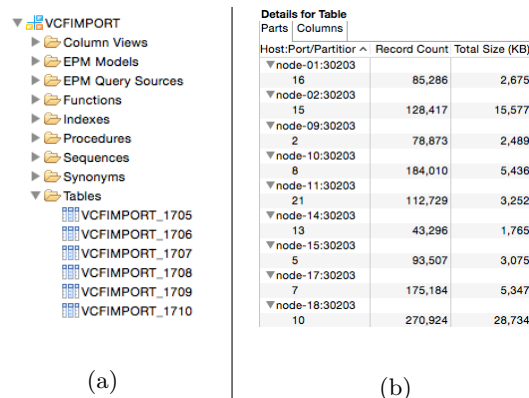 VCFIMPORT
Column Views
EPM Models
EPM Query Sources
Functions
Indexes
Procedures
Sequences
Synonyms
Tables
VCFIMPORT_1705
VCFIMPORT_1706
VCFIMPORT_1707
VCFIMPORT_1708
VCFIMPORT_1709
VCFIMPORT_1710
(a)
Details for Table
Parts Columns
Host:Port/Partitior Record Count Total Size (KB)
node-01:30203
16 85,286 2,675
node-02:30203
15 128,417 15,577
node-09:30203
2 78,873 2,489
node-10:30203
8 184,010 5,436
node-11:30203
21 112,729 3,252
node-14:30203
13 43,296 1,765
node-15:30203
5 93,507 3,075
node-17:30203
7 175,184 5,347
node-18:30203
10 270,924 28,734
(b)